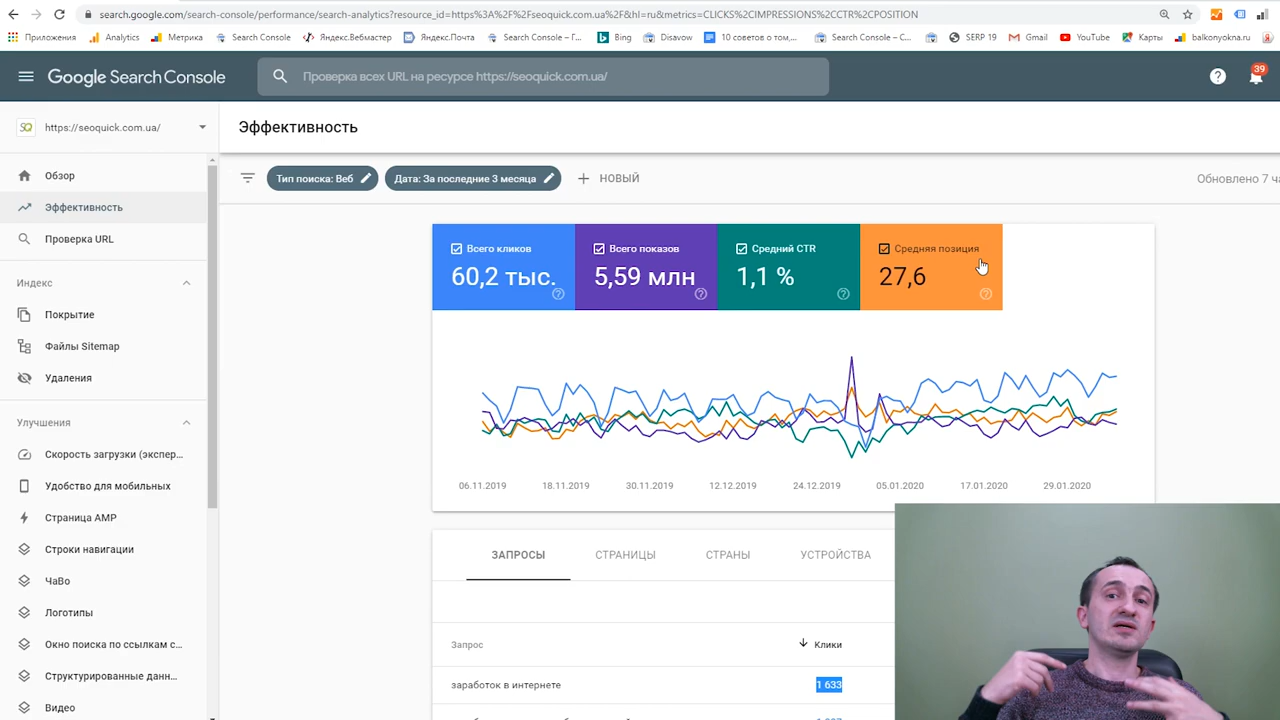 search.google.com/search-console/performance/search-analytics?resource_id=https%3A%2F%2Fseoquick.com.ua%2F&hl=ru&metrics=CLICKS%2CIMPRESSIONS%2CCTR%2CPOSITION
Приложения Analytics Метрика Search Console Яндекс.Вебмастер Яндекс.Почта Search Console – Г... Bing Disavow 10 советов о том,... Search Console – С... SERP 19 Gmail YouTube Карты balkonyokna.ru
Google Search Console
Проверка всех URL на ресурсе https://seoquick.com.ua/
39
SQ https://seoquick.com.ua/
Эффективность
Тип поиска: Веб
Дата: За последние 3 месяца
НОВЫЙ
Обновлено 7 ча
Обзор
Эффективность
Проверка URL
Индекс
Покрытие
Файлы Sitemap
Удаления
Улучшения
Скорость загрузки (экспер...
Удобство для мобильных
Страница AMP
Строки навигации
ЧаВо
Логотипы
Окно поиска по ссылкам с...
Структурированные данн...
Видео
Всего кликов
60,2 тыс.
Всего показов
5,59 млн
Средний CTR
1,1 %
Средняя позиция
27,6
06.11.2019 18.11.2019 30.11.2019 12.12.2019 24.12.2019 05.01.2020 17.01.2020 29.01.2020
ЗАПРОСЫ СТРАНИЦЫ СТРАНЫ УСТРОЙСТВА
Запрос Клики
заработок в интернете 1 633